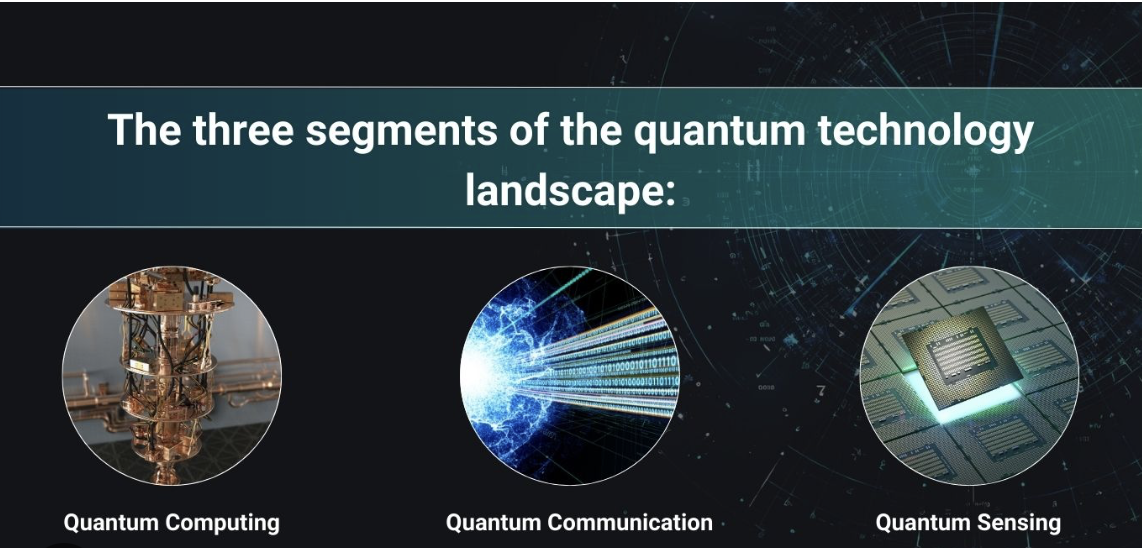 The three segments of the quantum technology
landscape:
Quantum Computing
Quantum Communication
Quantum Sensing